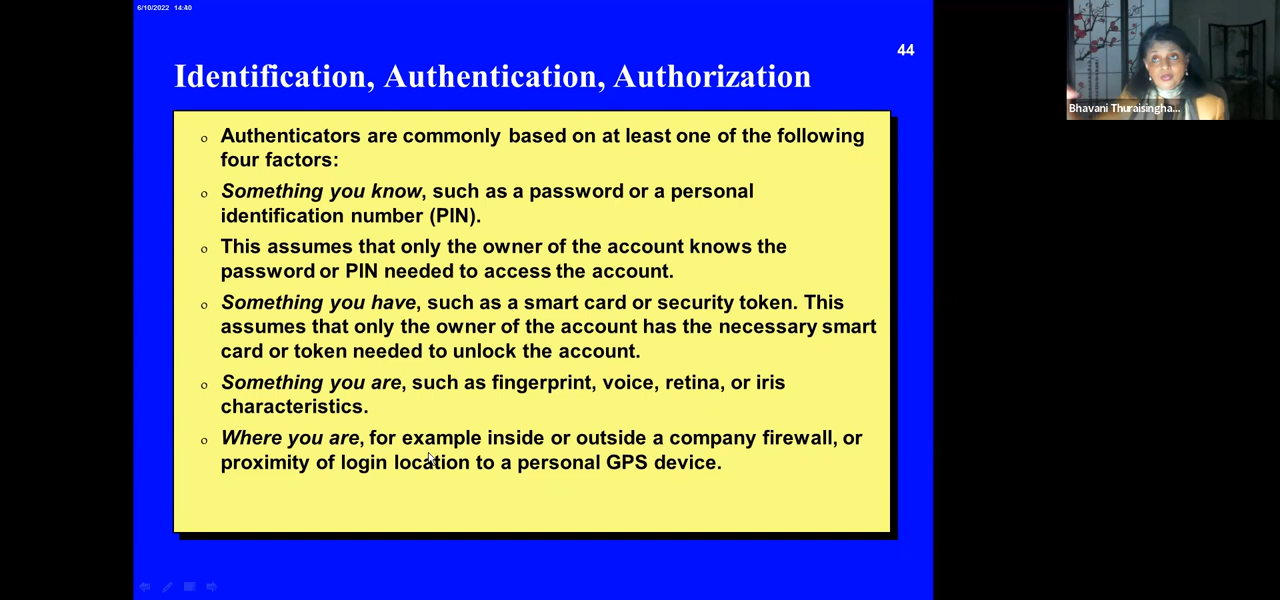 6/10/2022 14:40
44
Identification, Authentication, Authorization
Authenticators are commonly based on at least one of the following
four factors:
Something you know, such as a password or a personal
identification number (PIN).
This assumes that only the owner of the account knows the
password or PIN needed to access the account.
Something you have, such as a smart card or security token. This
assumes that only the owner of the account has the necessary smart
card or token needed to unlock the account.
Something you are, such as fingerprint, voice, retina, or iris
characteristics.
Where you are, for example inside or outside a company firewall, or
proximity of login location to a personal GPS device.
Bhavani Thuraisingha...